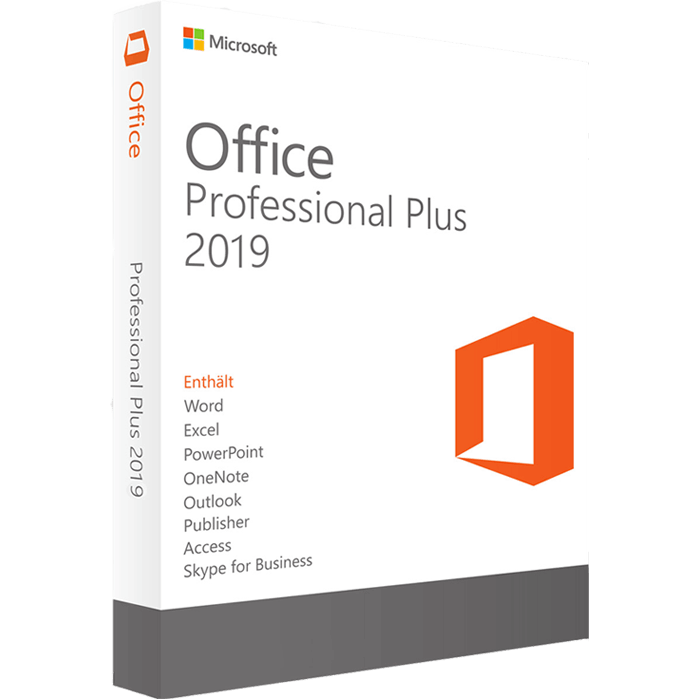 Office
Professional Plus 2019
Microsoft
Office
Professional Plus
2019
Enthält
Word
Excel
PowerPoint
OneNote
Outlook
Publisher
Access
Skype for Business